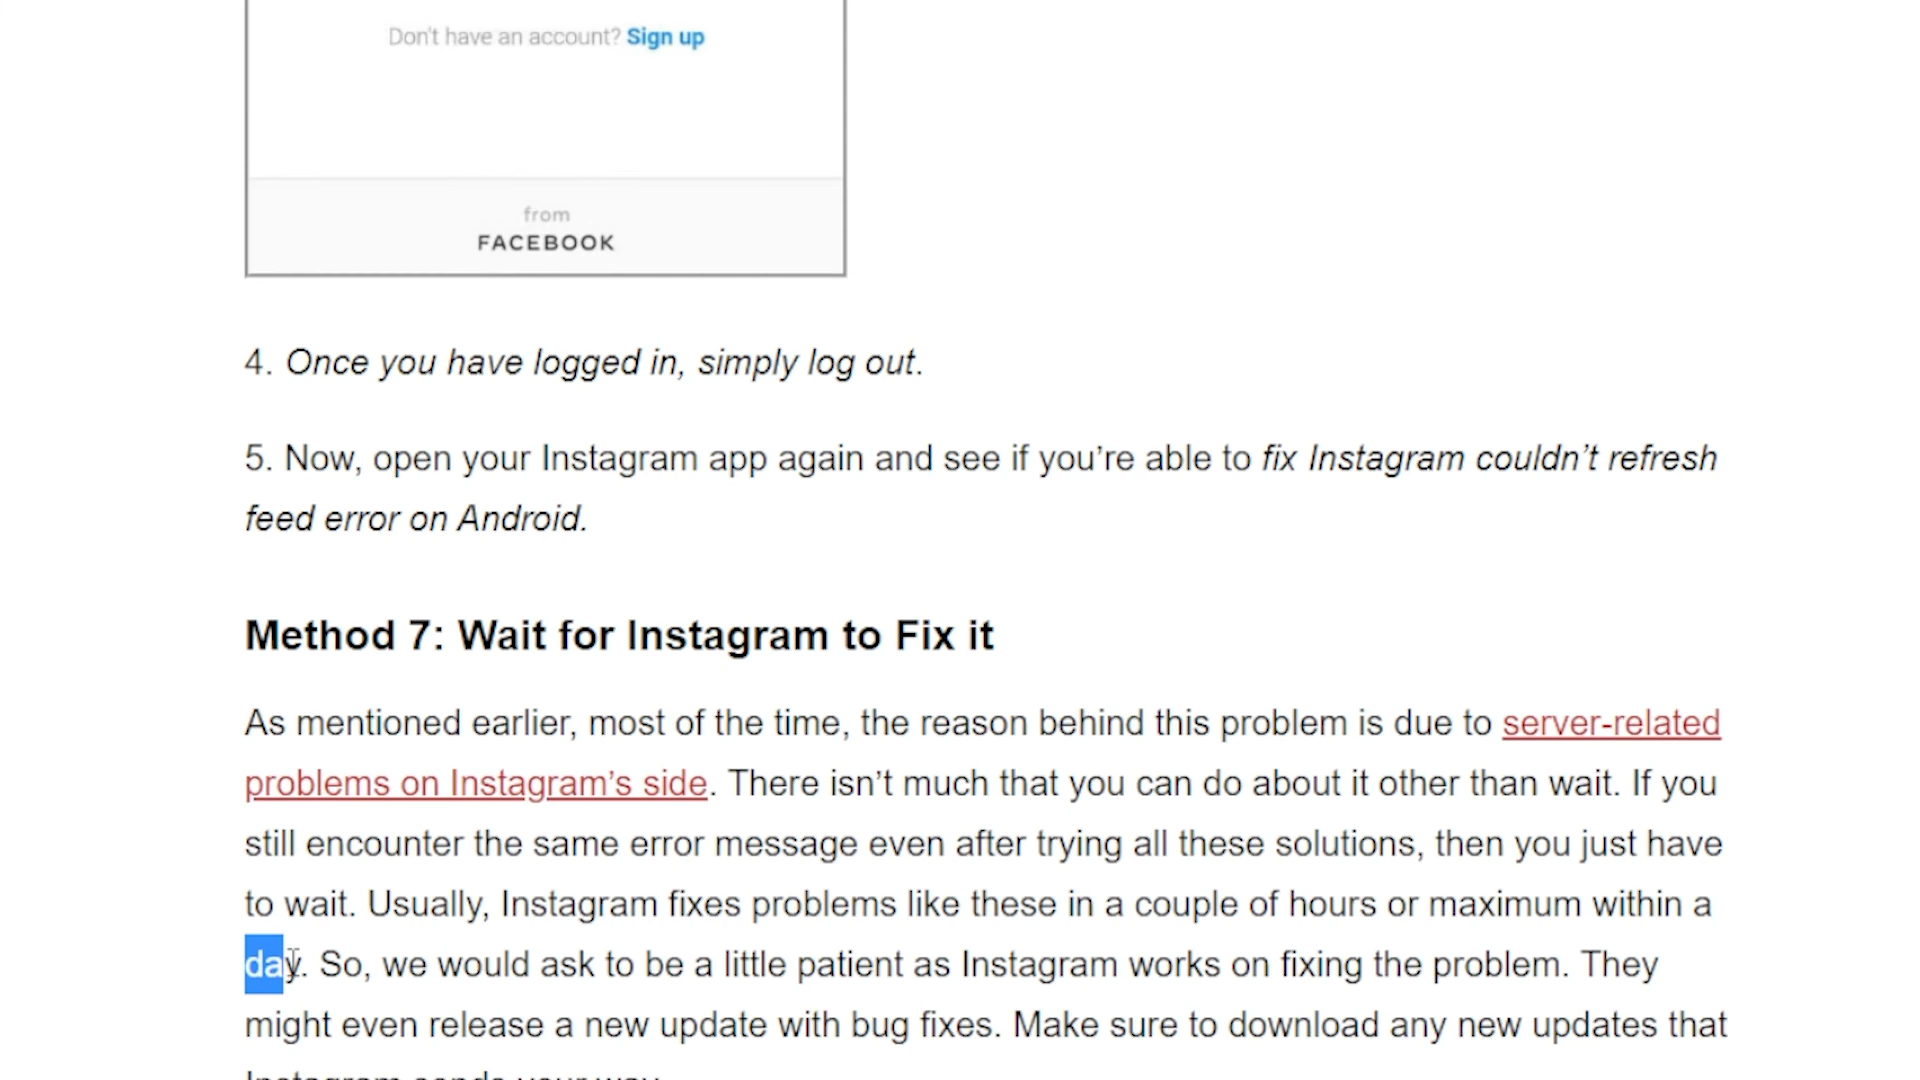 Don't have an account? Sign up
from
FACEBOOK
4. Once you have logged in, simply log out.
5. Now, open your Instagram app again and see if you’re able to fix Instagram couldn’t refresh
feed error on Android.
Method 7: Wait for Instagram to Fix it
As mentioned earlier, most of the time, the reason behind this problem is due to server-related
problems on Instagram’s side. There isn’t much that you can do about it other than wait. If you
still encounter the same error message even after trying all these solutions, then you just have
to wait. Usually, Instagram fixes problems like these in a couple of hours or maximum within a
day. So, we would ask to be a little patient as Instagram works on fixing the problem. They
might even release a new update with bug fixes. Make sure to download any new updates that
Instagram sends your way.